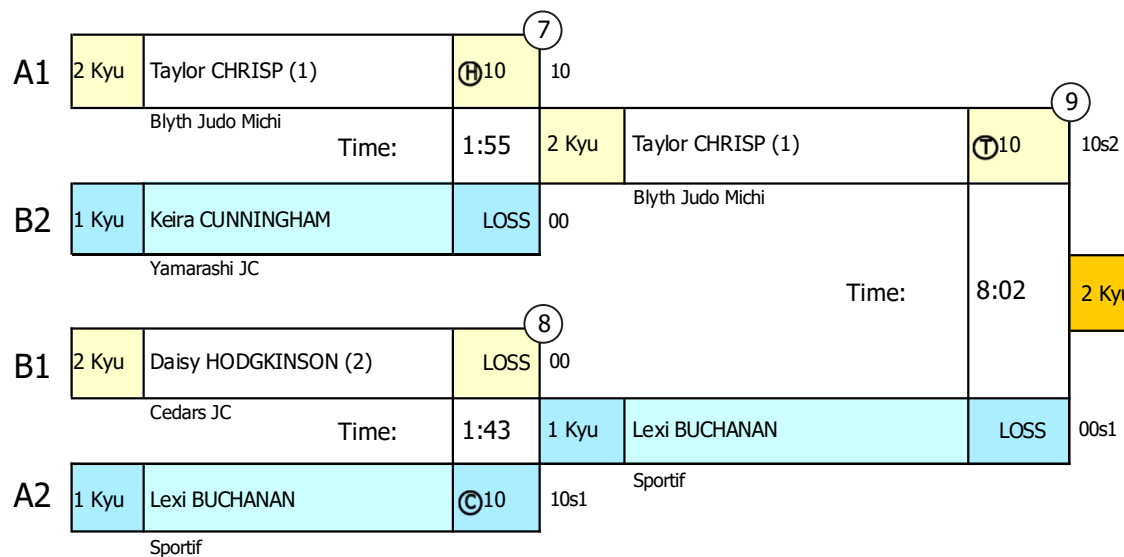 7
A1 2 Kyu Taylor CHRISP (1) Ⓗ10 10
9
Blyth Judo Michi
Time: 1:55 2 Kyu Taylor CHRISP (1) Ⓣ10 10s2
Blyth Judo Michi
B2 1 Kyu Keira CUNNINGHAM LOSS 00
Yamarashi JC
Time: 8:02 2 Kyu
8
B1 2 Kyu Daisy HODGKINSON (2) LOSS 00
Cedars JC
Time: 1:43 1 Kyu Lexi BUCHANAN LOSS 00s1
Sportif
A2 1 Kyu Lexi BUCHANAN Ⓒ10 10s1
Sportif